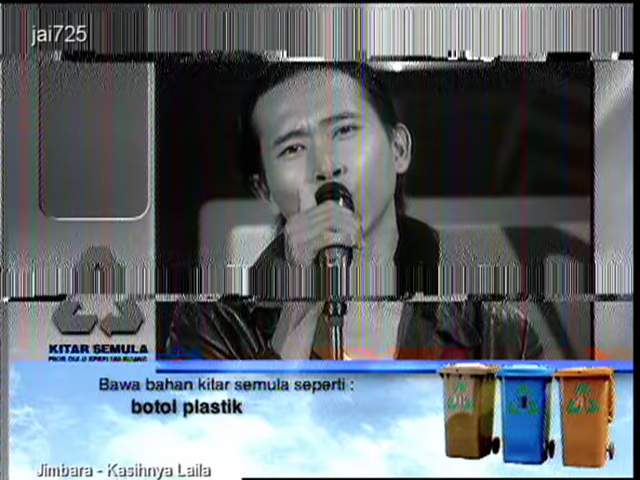 jai725
KITAR SEMULA
Bawa bahan kitar semula seperti :
botol plastik
Jimbara - Kasihnya Laila